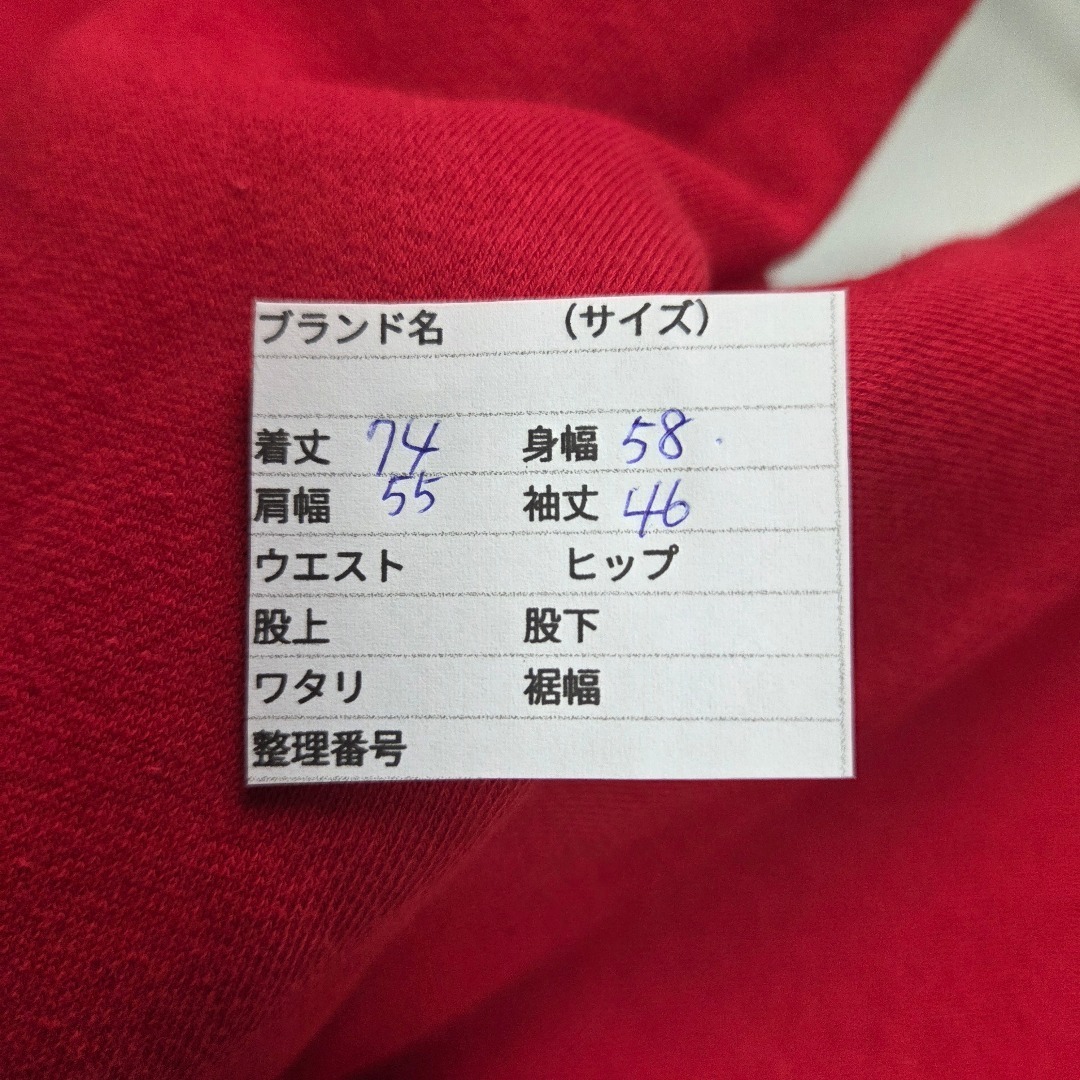 ブランド名 (サイズ)
着丈 74 身幅 58
肩幅 55 袖丈 46
ウエスト ヒップ
股上 股下
ワタリ 裾幅
整理番号